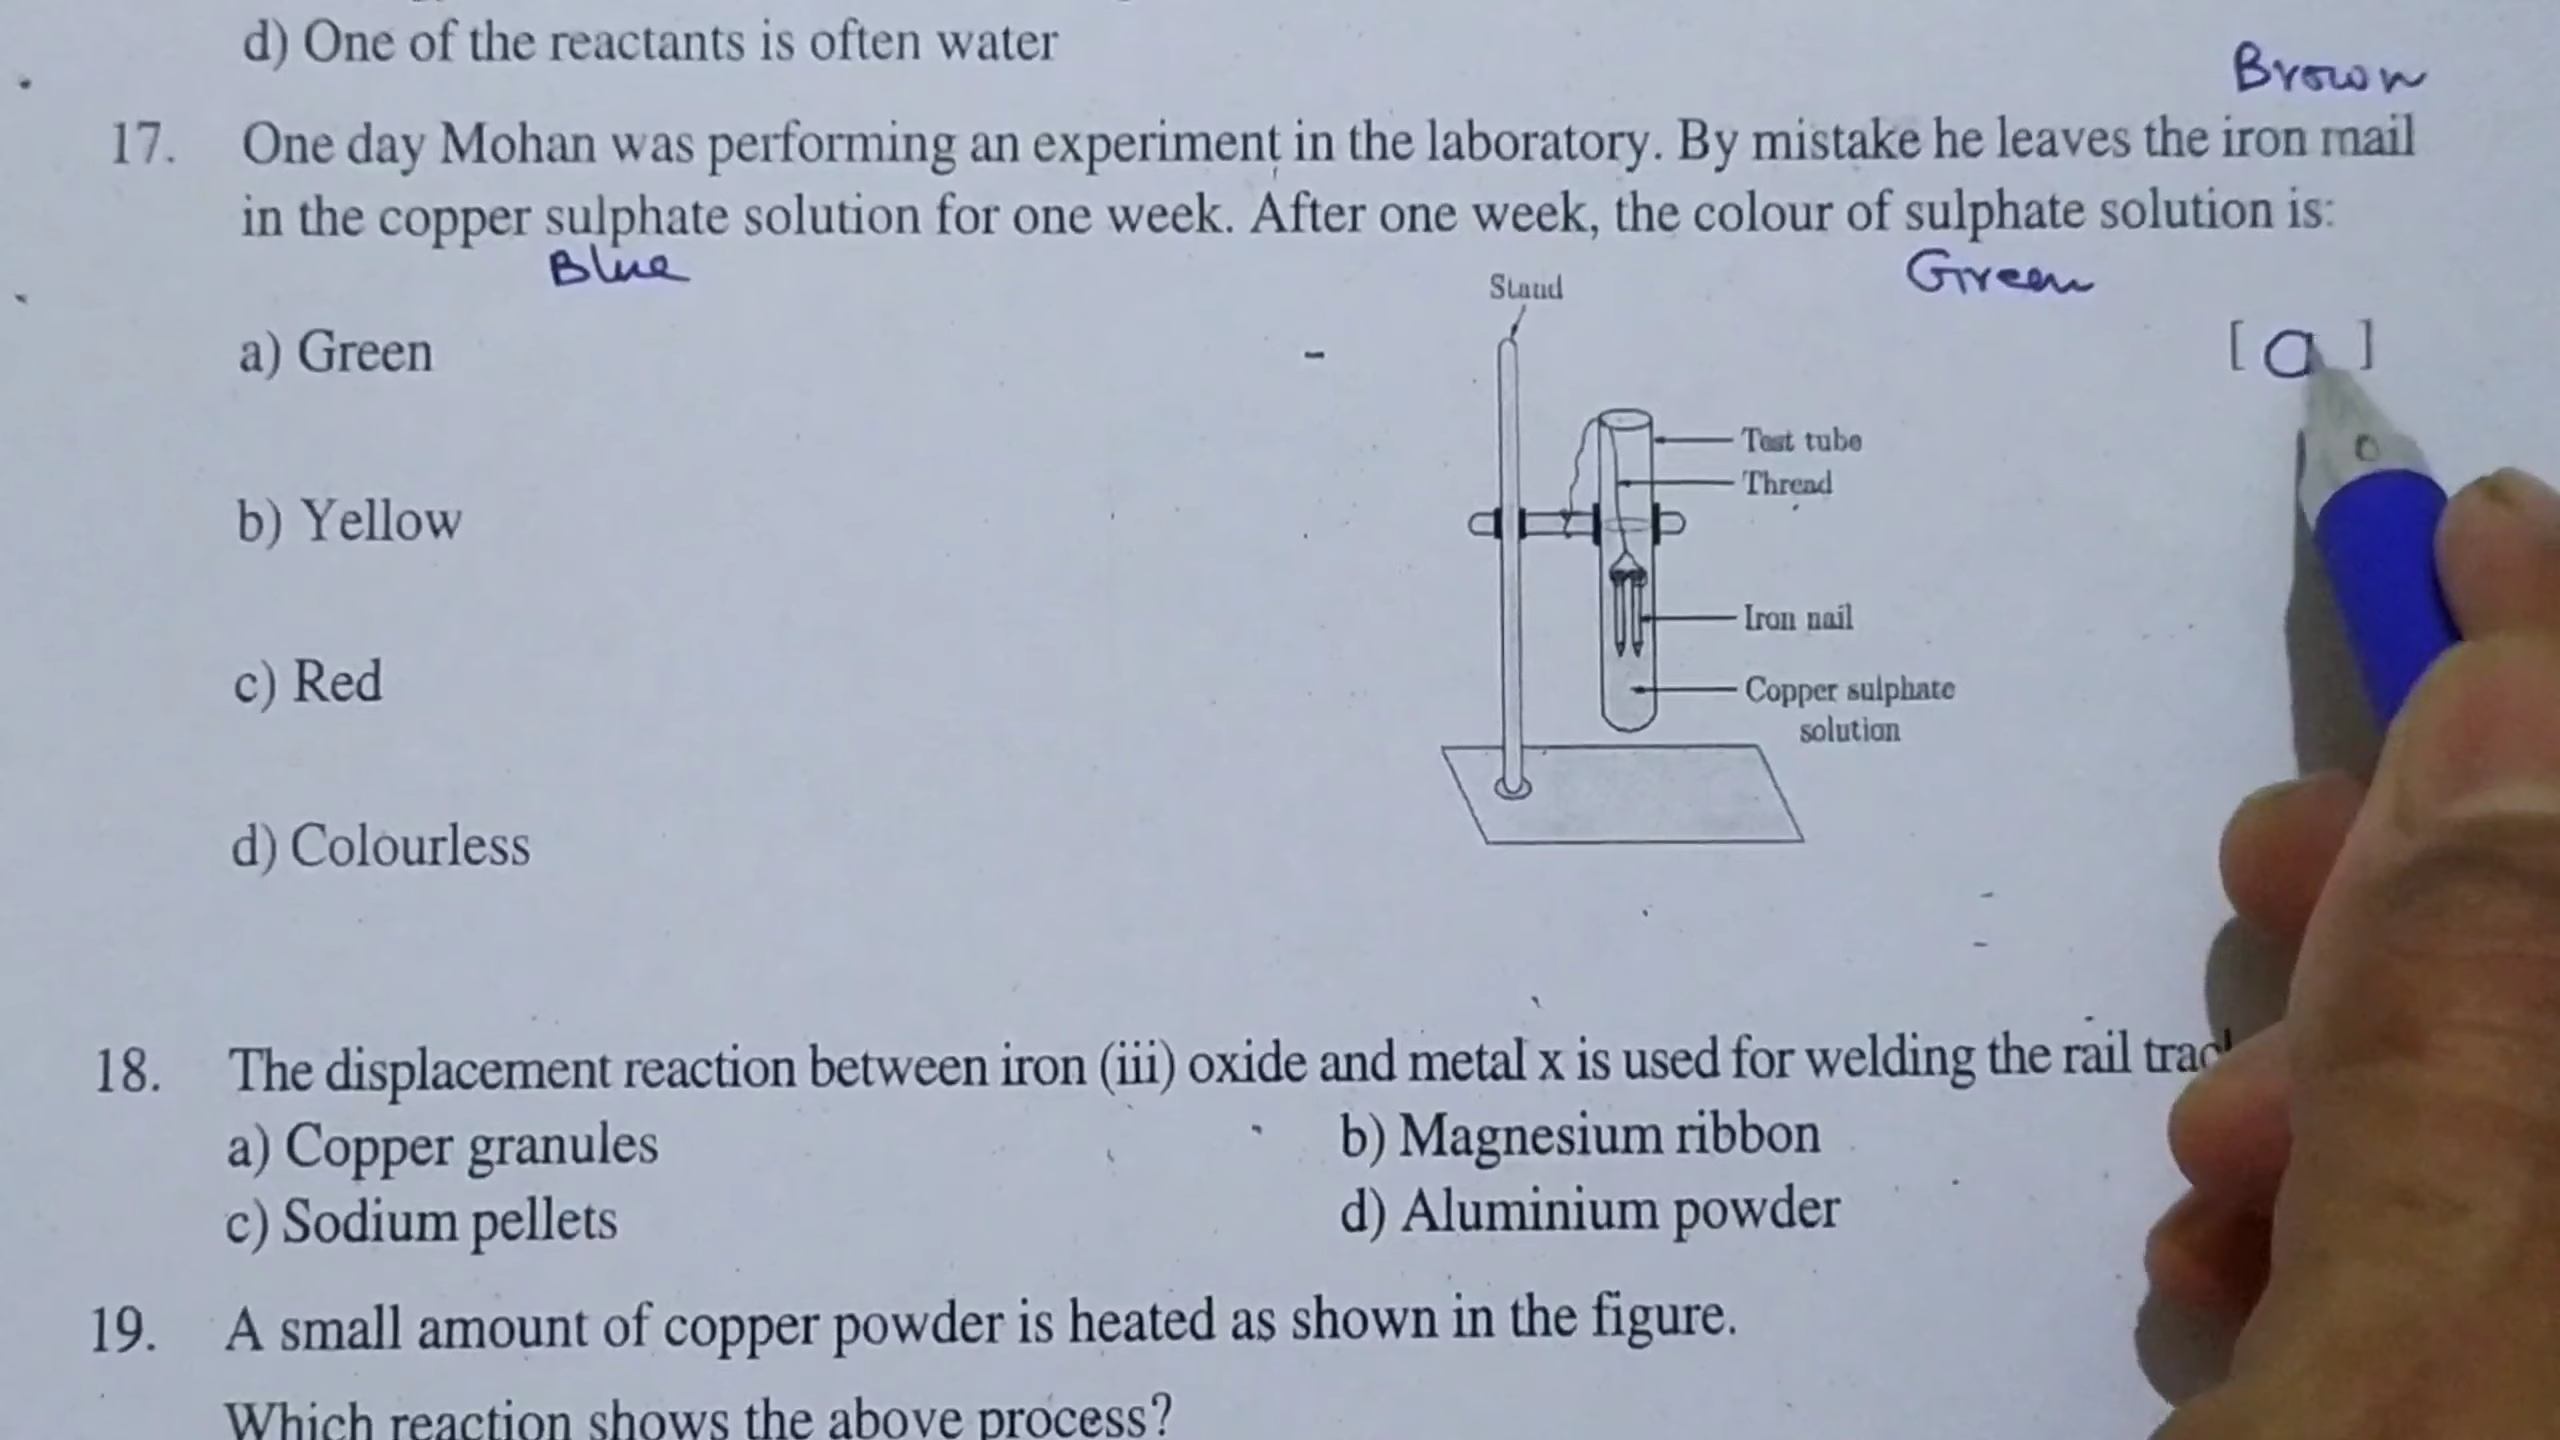 d) One of the reactants is often water
Brown
17. One day Mohan was performing an experiment in the laboratory. By mistake he leaves the iron mail
in the copper sulphate solution for one week. After one week, the colour of sulphate solution is:
Blue
Green
Stand
a) Green
[ a ]
Test tube
Thread
b) Yellow
Iron nail
c) Red
Copper sulphate
solution
d) Colourless
18. The displacement reaction between iron (iii) oxide and metal x is used for welding the rail
a) Copper granules b) Magnesium ribbon
c) Sodium pellets d) Aluminium powder
19. A small amount of copper powder is heated as shown in the figure.
Which reaction shows the above process?